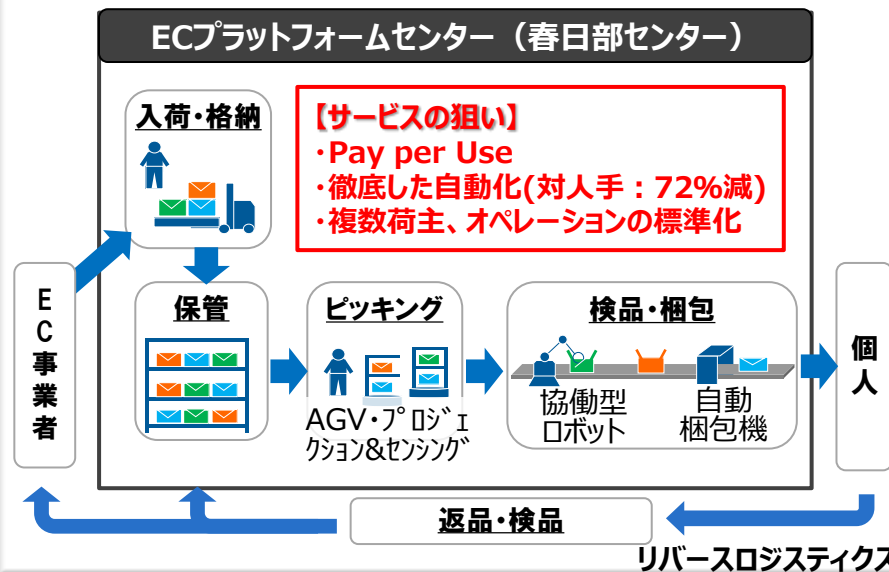 ECプラットフォームセンター（春日部センター）
入荷・格納
【サービスの狙い】
・Pay per Use
・徹底した自動化(対人手：72%減)
・複数荷主、オペレーションの標準化
EC事業者
保管
ピッキング
AGV・プロジェ
クション&センシング
検品・梱包
協働型
ロボット
自動
梱包機
個人
返品・検品
リバースロジスティクス